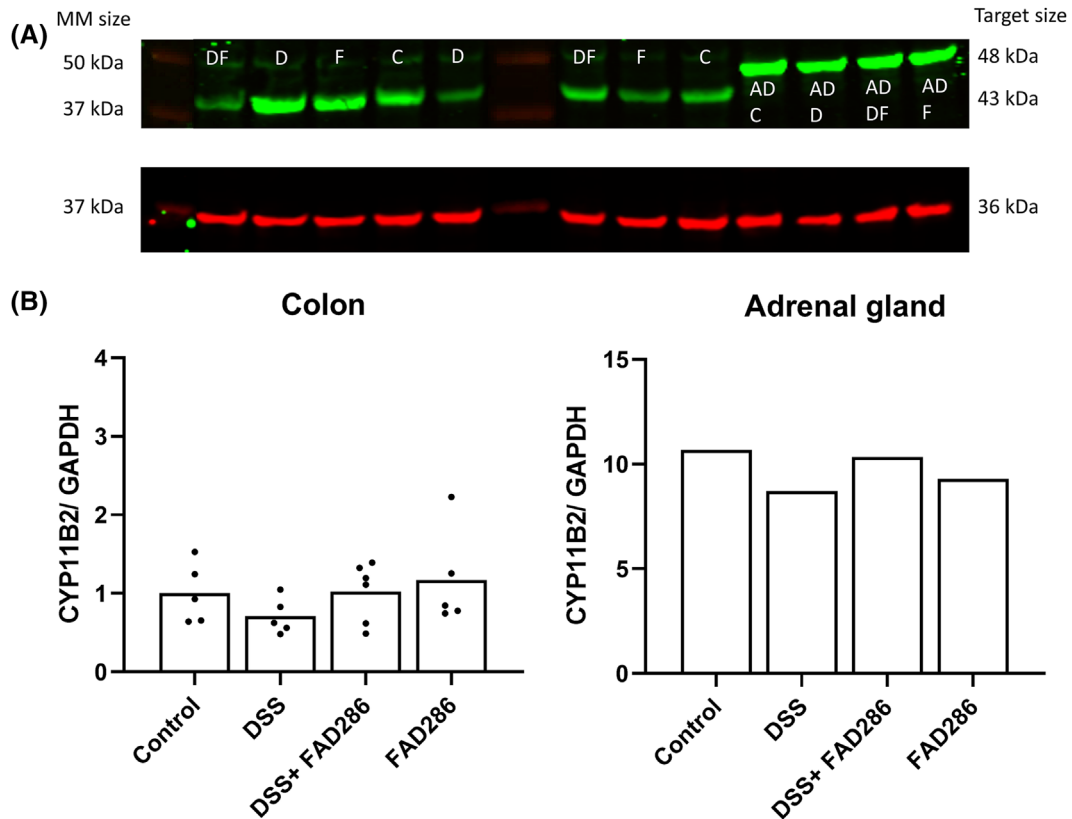 MM size
Target size
(A)
50 kDa
DF D F C D DF F C
48 kDa
37 kDa
AD AD AD AD
43 kDa
C D DF F
37 kDa
36 kDa
(B)
Colon
CYP11B2/ GAPDH
4
3
2
1
0
Control
DSS
DSS+ FAD286
FAD286
Adrenal gland
CYP11B2/ GAPDH
15
10
5
0
Control
DSS
DSS+ FAD286
FAD286